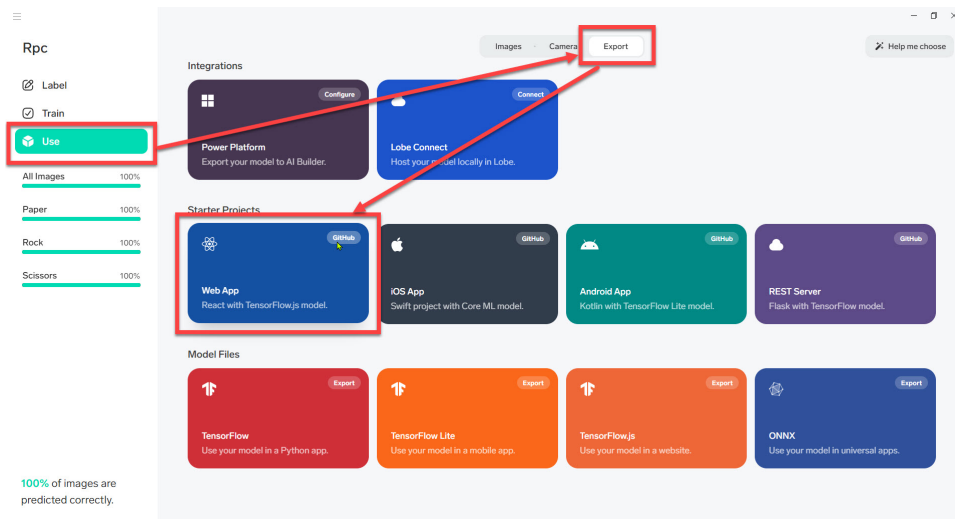 Rpc
Images · Camera Export
Help me choose
Label
Train
Use
All Images 100%
Paper 100%
Rock 100%
Scissors 100%
100% of images are
predicted correctly.
Integrations
Configure
Power Platform
Export your model to AI Builder.
Connect
Lobe Connect
Host your model locally in Lobe.
Starter Projects
GitHub
Web App
React with TensorFlow.js model.
GitHub
iOS App
Swift project with Core ML model.
GitHub
Android App
Kotlin with TensorFlow Lite model.
GitHub
REST Server
Flask with TensorFlow model.
Model Files
Export
TensorFlow
Use your model in a Python app.
Export
TensorFlow Lite
Use your model in a mobile app.
Export
TensorFlow.js
Use your model in a website.
Export
ONNX
Use your model in universal apps.